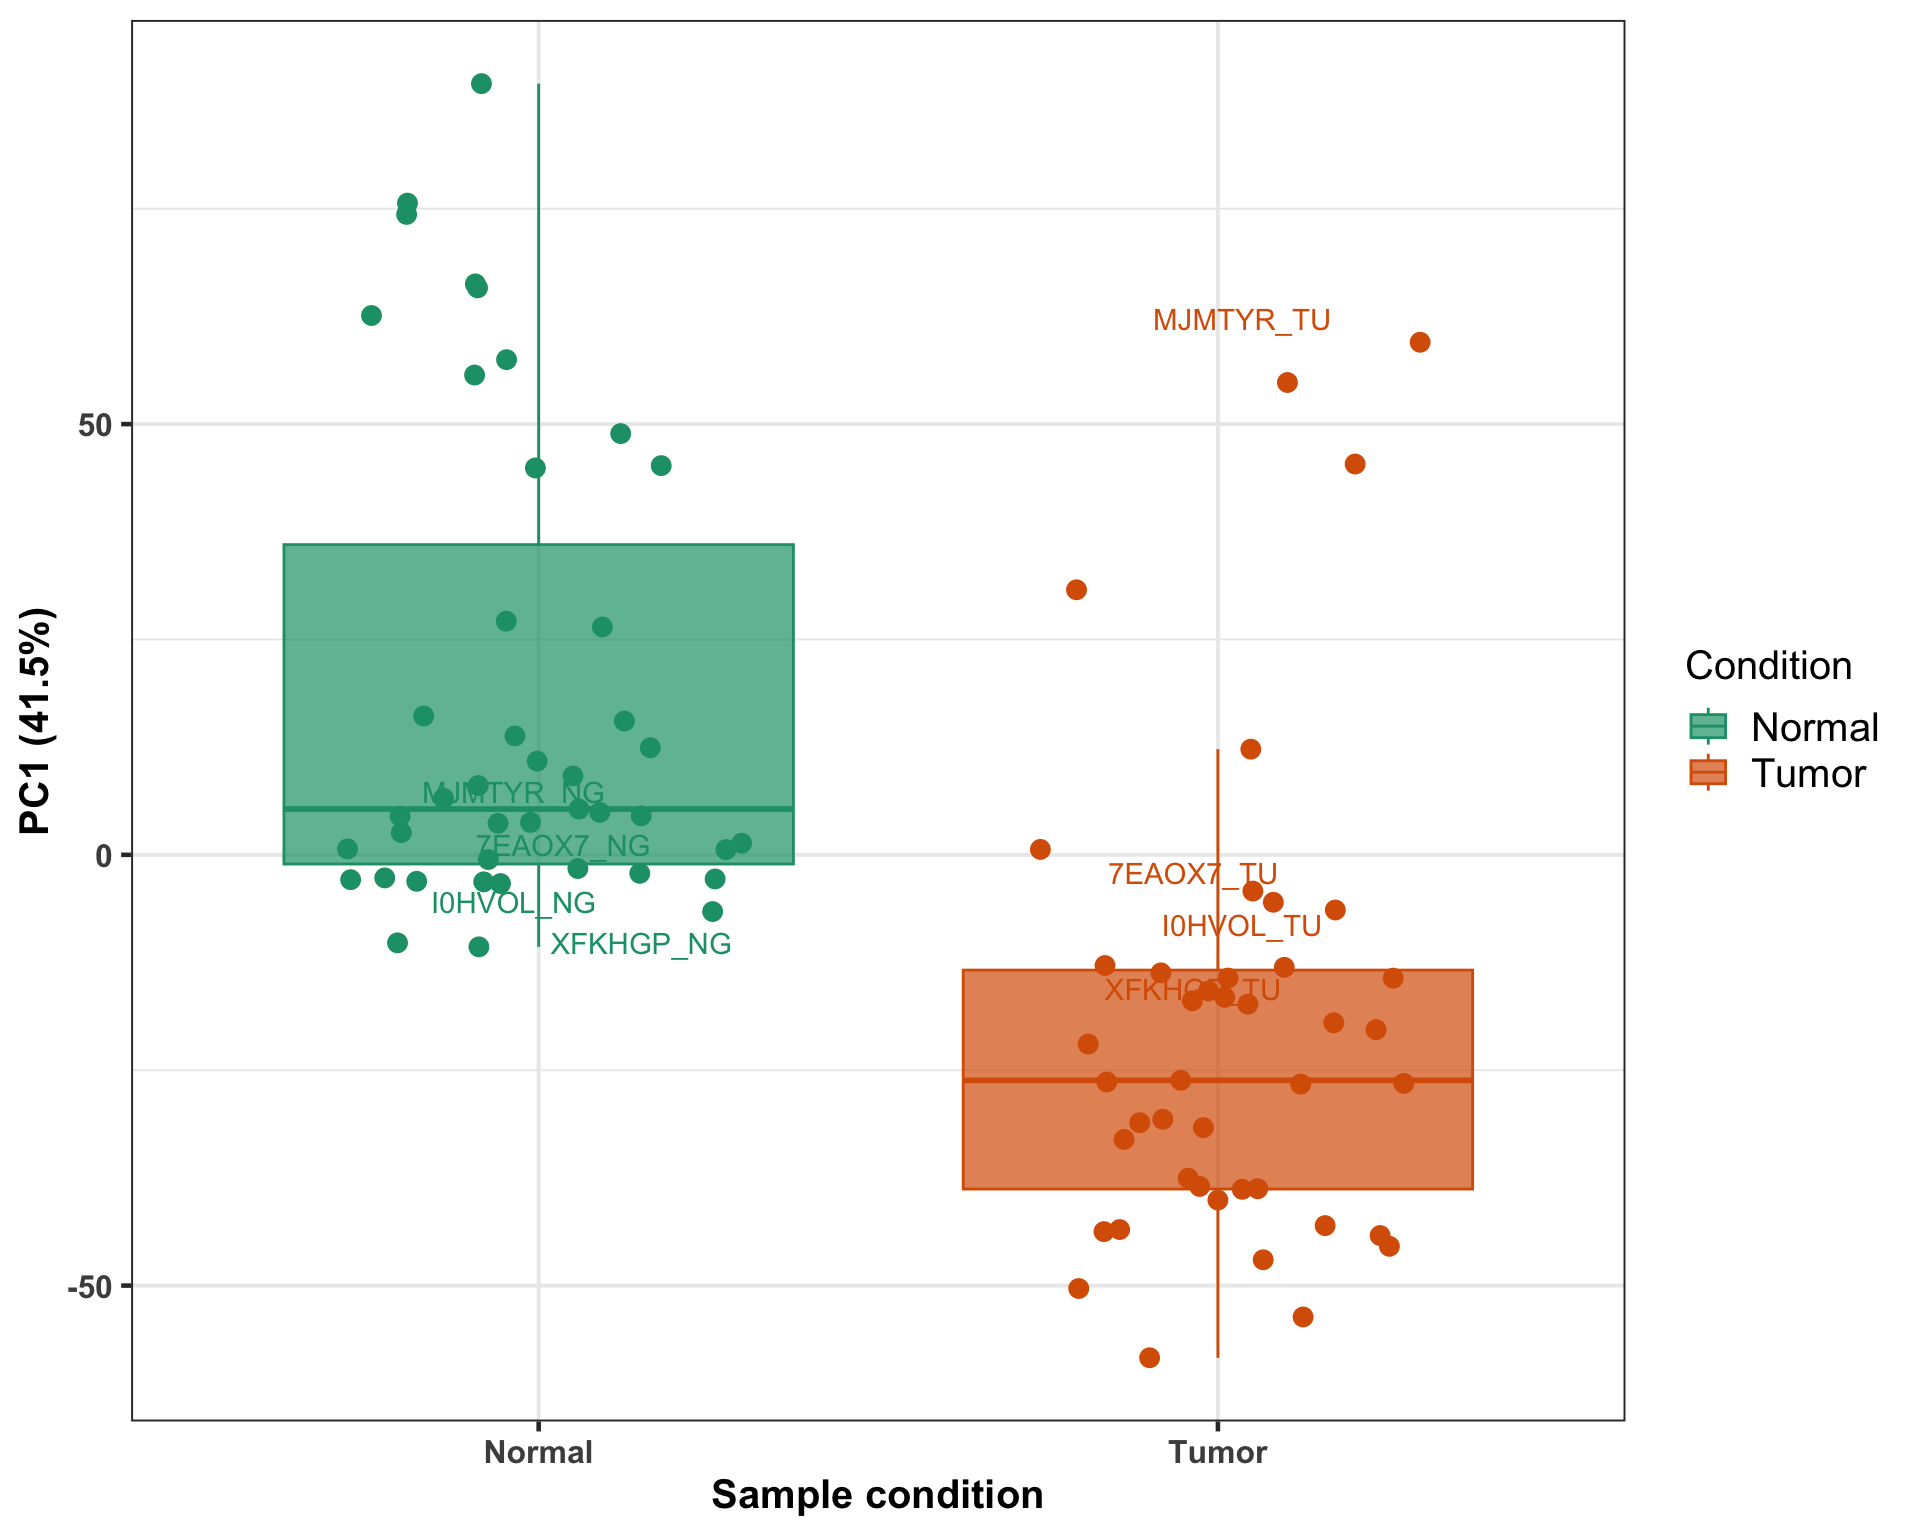 MJMTYR_TU
50
Condition
Normal
Tumor
PC1 (41.5%)
MJMTYR_NG
7EAOX7_NG
0
7EAOX7_TU
I0HVOL_NG
I0HVOL_TU
XFKHGP_NG
XFKHGP_TU
-50
Normal
Tumor
Sample condition